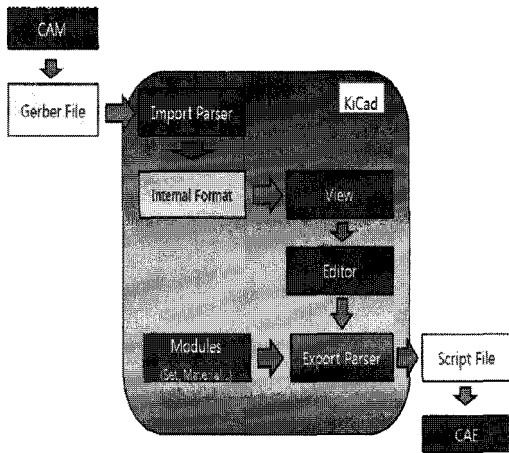 CAM
Gerber File
KiCad
Import Parser
Internal Format
View
Editor
Modules
Export Parser
Script File
CAE